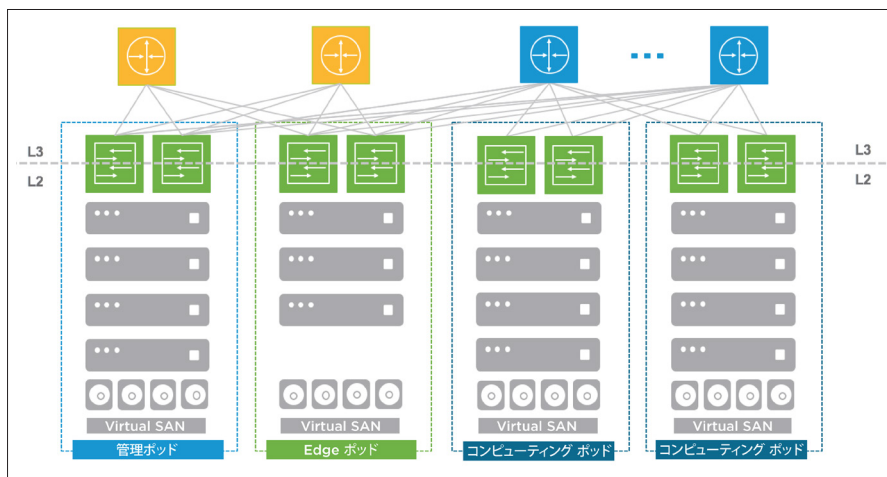 L3
L3
L2
L2
Virtual SAN
Virtual SAN
Virtual SAN
Virtual SAN
管理ポッド
Edge ポッド
コンピューティング ポッド
コンピューティング ポッド